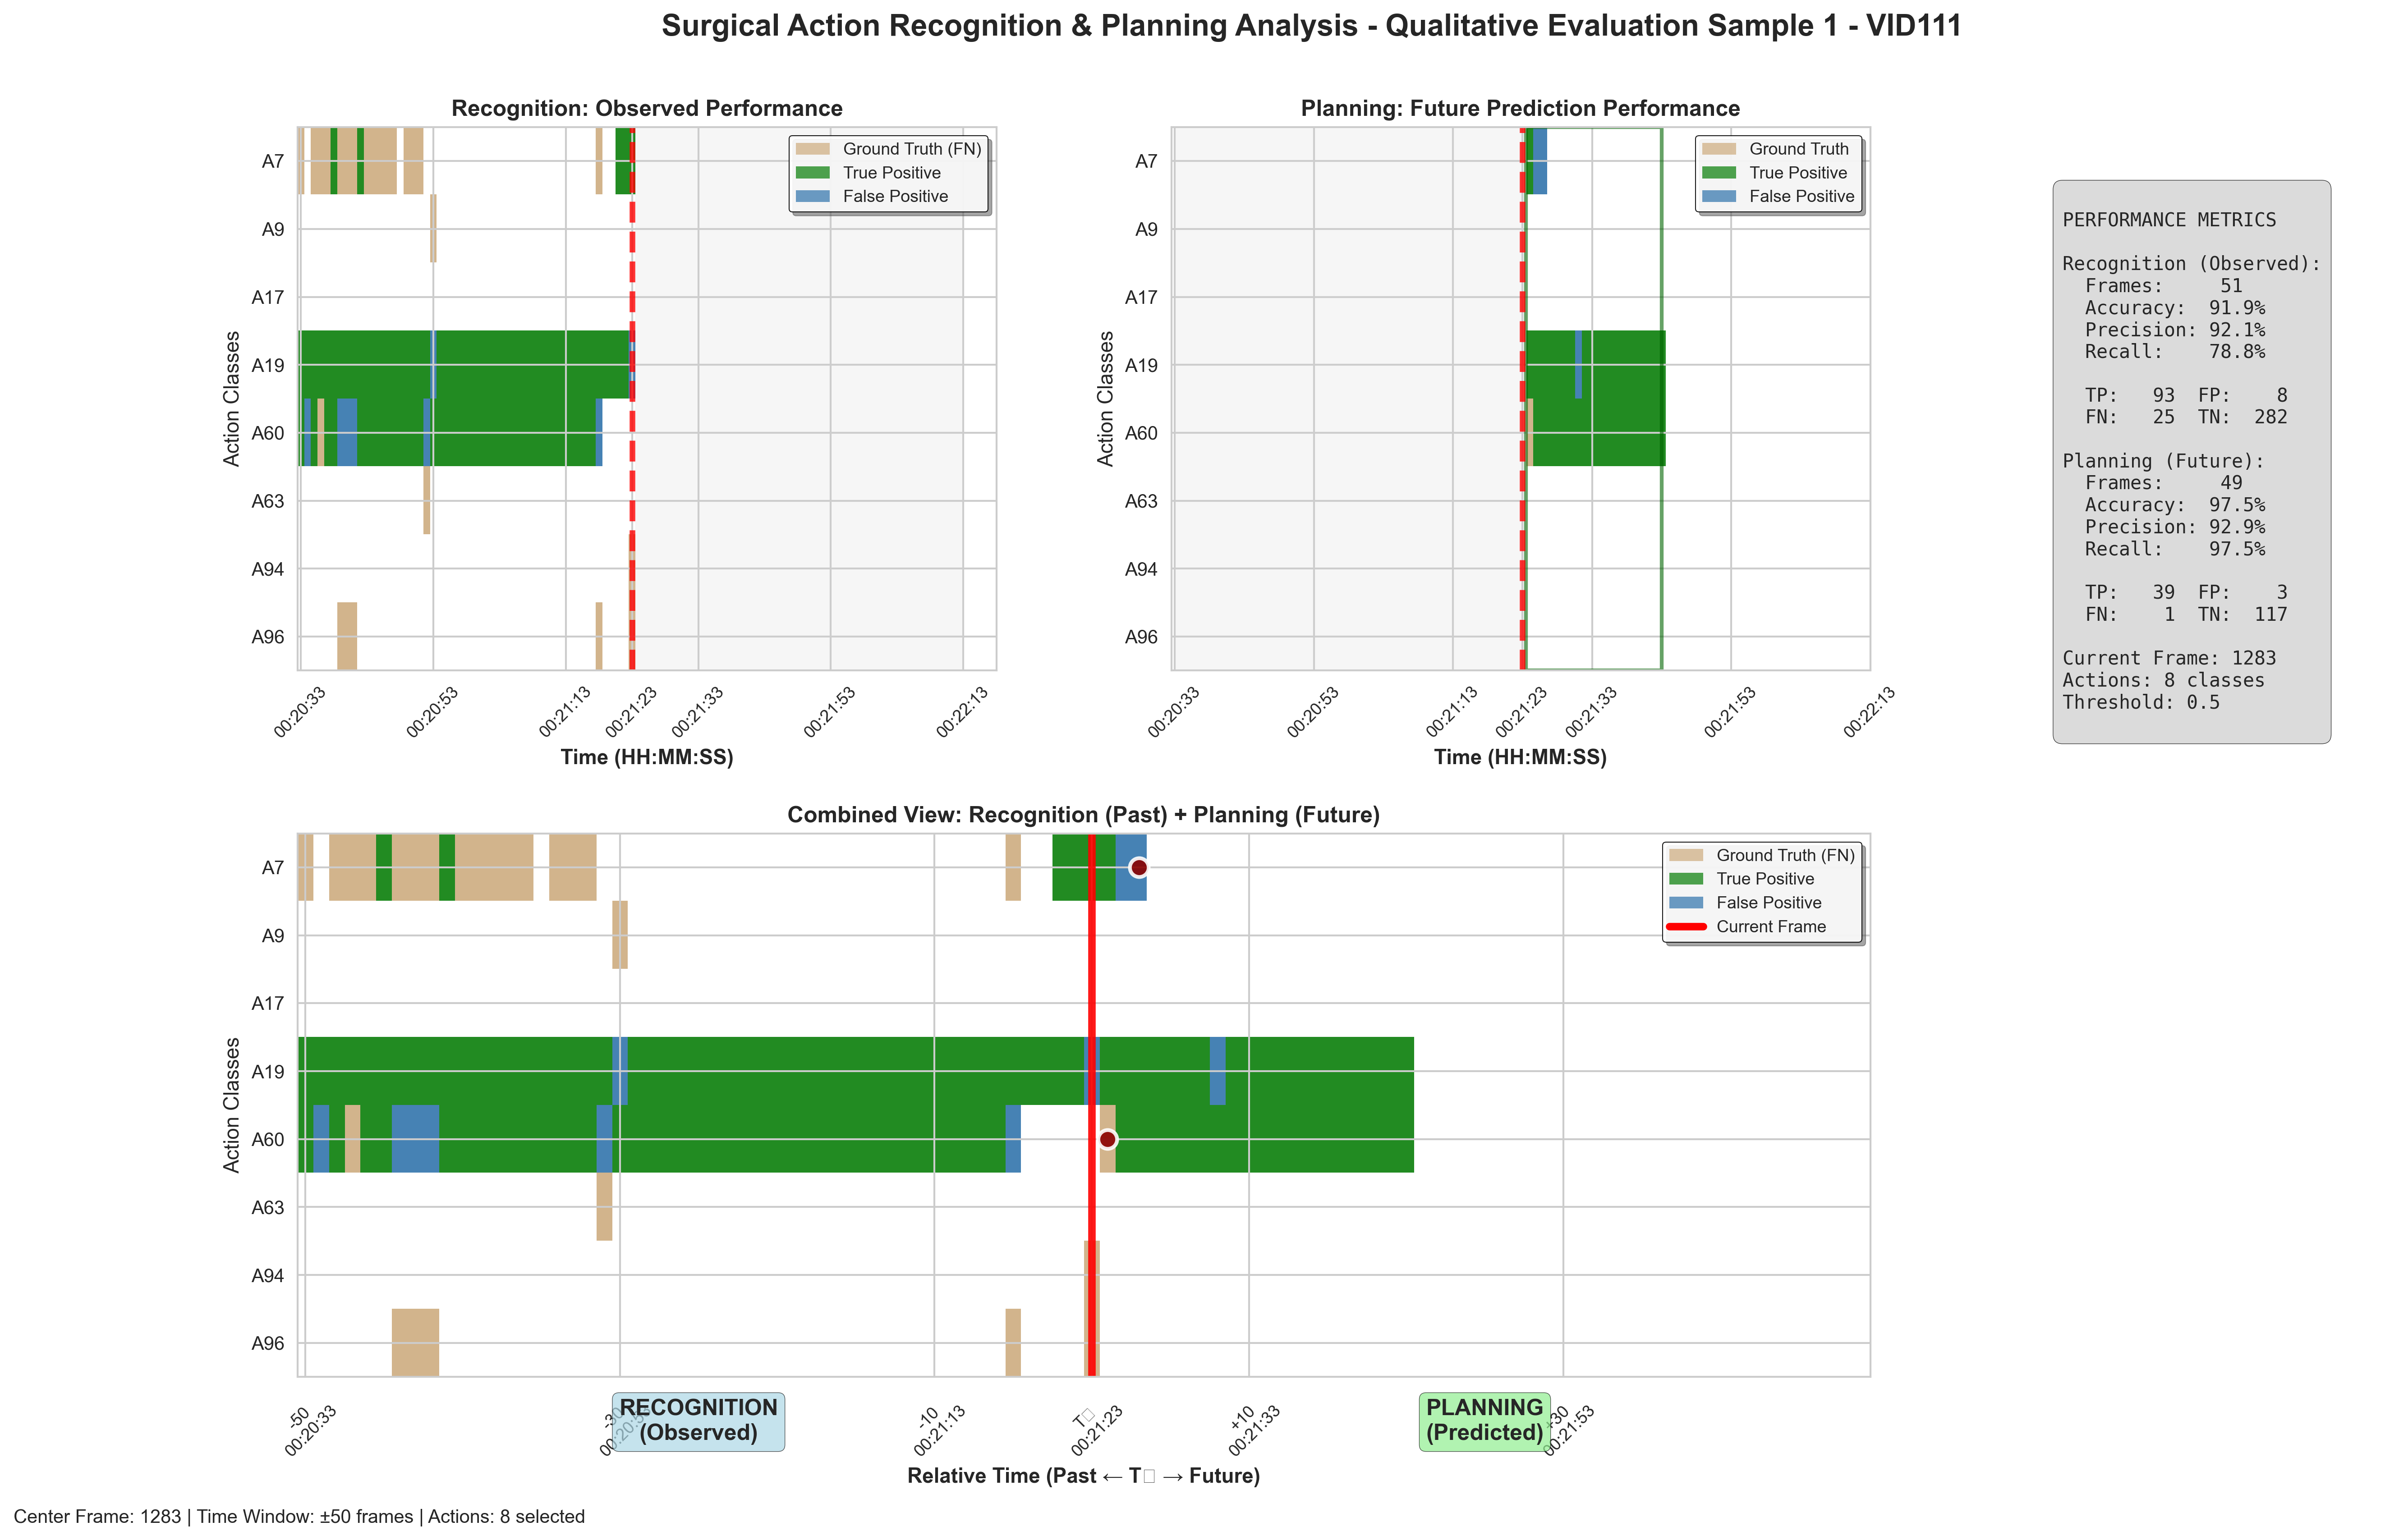 Surgical Action Recognition & Planning Analysis - Qualitative Evaluation Sample 1 - VID111
Recognition: Observed Performance
A7
A9
A17
A19
A60
A63
A94
A96
Action Classes
Ground Truth (FN)
True Positive
False Positive
00:20:33
00:20:53
00:21:13
00:21:23
00:21:33
00:21:53
00:22:13
Time (HH:MM:SS)
Planning: Future Prediction Performance
A7
A9
A17
A19
A60
A63
A94
A96
Action Classes
Ground Truth
True Positive
False Positive
00:20:33
00:20:53
00:21:13
00:21:23
00:21:33
00:21:53
00:22:13
Time (HH:MM:SS)
PERFORMANCE METRICS
Recognition (Observed):
Frames: 51
Accuracy: 91.9%
Precision: 92.1%
Recall: 78.8%
TP: 93 FP: 8
FN: 25 TN: 282
Planning (Future):
Frames: 49
Accuracy: 97.5%
Precision: 92.9%
Recall: 97.5%
TP: 39 FP: 3
FN: 1 TN: 117
Current Frame: 1283
Actions: 8 classes
Threshold: 0.5
Combined View: Recognition (Past) + Planning (Future)
A7
A9
A17
A19
A60
A63
A94
A96
Action Classes
Ground Truth (FN)
True Positive
False Positive
Current Frame
-50
00:20:33
-30
00:20:53
RECOGNITION
(Observed)
-10
00:21:13
T□
00:21:23
+10
00:21:33
PLANNING
(Predicted)
+30
00:21:53
Relative Time (Past ← T□ → Future)
Center Frame: 1283 | Time Window: ±50 frames | Actions: 8 selected